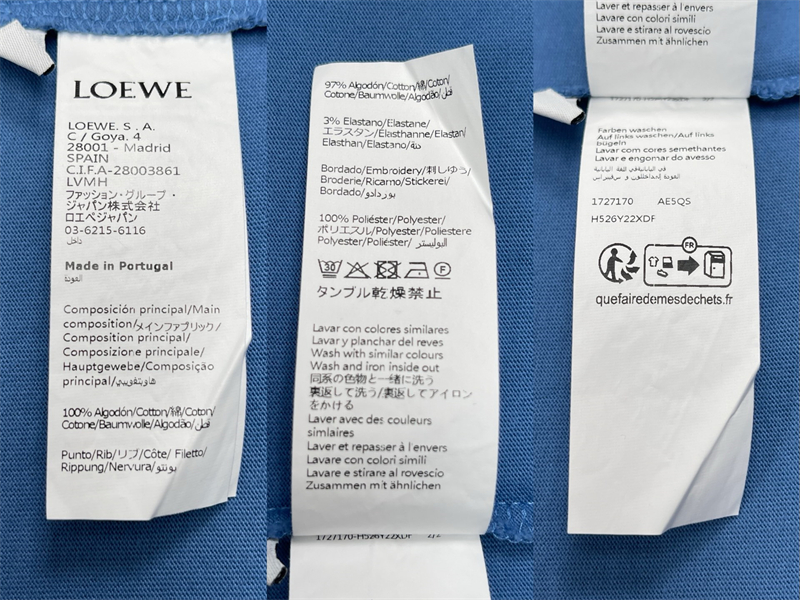 LOEWE
LOEWE. S . A.
C / Goya, 4
28001 - Madrid
SPAIN
C.I.F.A-28003861
LVMH
ファッション・グループ・
ジャパン株式会社
ロエベジャパン
03-6215-6116
Made in Portugal
Composición principal/Main
composition/メインファブリック/
Composition principal/
Composizione principale/
Hauptgewebe/Composição
principal/
100% Algodón/Cotton/綿/Coton/
Cotone/Baumwolle/Algodão/
Punto/Rib/リブ/Côte/ Filetto/
Rippung/Nervura/
97% Algodón/Cotton/綿/Coton/
Cotone/Baumwolle/Algodão/
3% Elastano/Elastane/
エラスタン/Élasthanne/Elastan/
Elasthan/Elastano/
Bordado/Embroidery/刺しゅう/
Broderie/Ricamo/Stickerei/
Bordado/
100% Poliéster/Polyester/
ポリエスル/Polyester/Poliestere
Polyester/Poliéster/
30
P
タンブル乾燥禁止
Lavar con colores similares
Lavar y planchar del reves
Wash with similar colours
Wash and iron inside out
同系の色物と一緒に洗う
裏返して洗う/裏返してアイロン
をかける
Laver avec des couleurs
simlaires
Laver et repasser à l'envers
Lavare con colori simili
Lavare e stirare al rovescio
Zusammen mit ähnlichen
1727170-H526Y22XDF 2/2
Laver et repasser à l'envers
Lavare con colori simili
Lavare e stirare al rovescio
Zusammen mit ähnlichen
Farben waschen
Auf links waschen/Auf links
bügeln
Lavar com cores semethantes
Lavar e engomar do avesso
1727170 AE5QS
H526Y22XDF
FR
quefairedemesdechets.fr